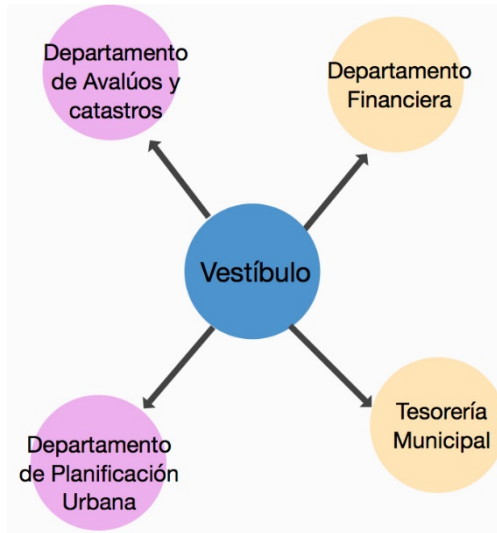 Departamento
de Avalúos y
catastros
Departamento
Financiera
Vestíbulo
Tesorería
Municipal
Departamento
de Planificación
Urbana